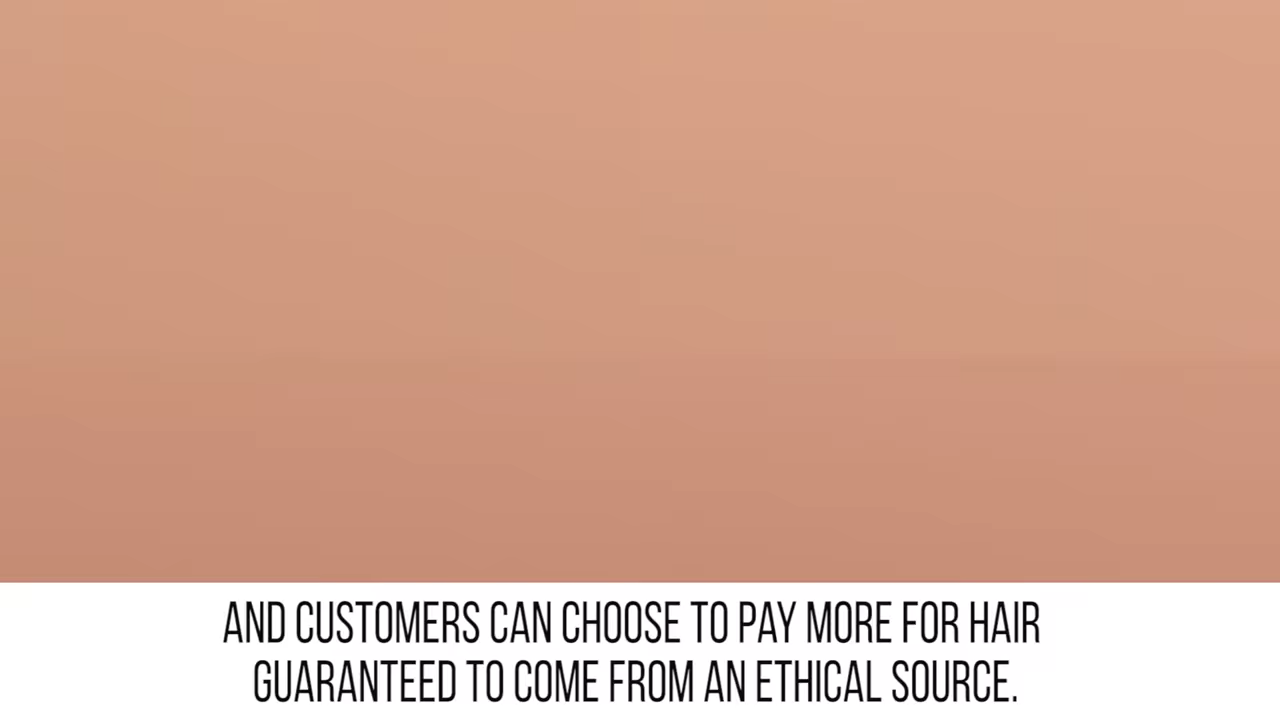 AND CUSTOMERS CAN CHOOSE TO PAY MORE FOR HAIR
GUARANTEED TO COME FROM AN ETHICAL SOURCE.